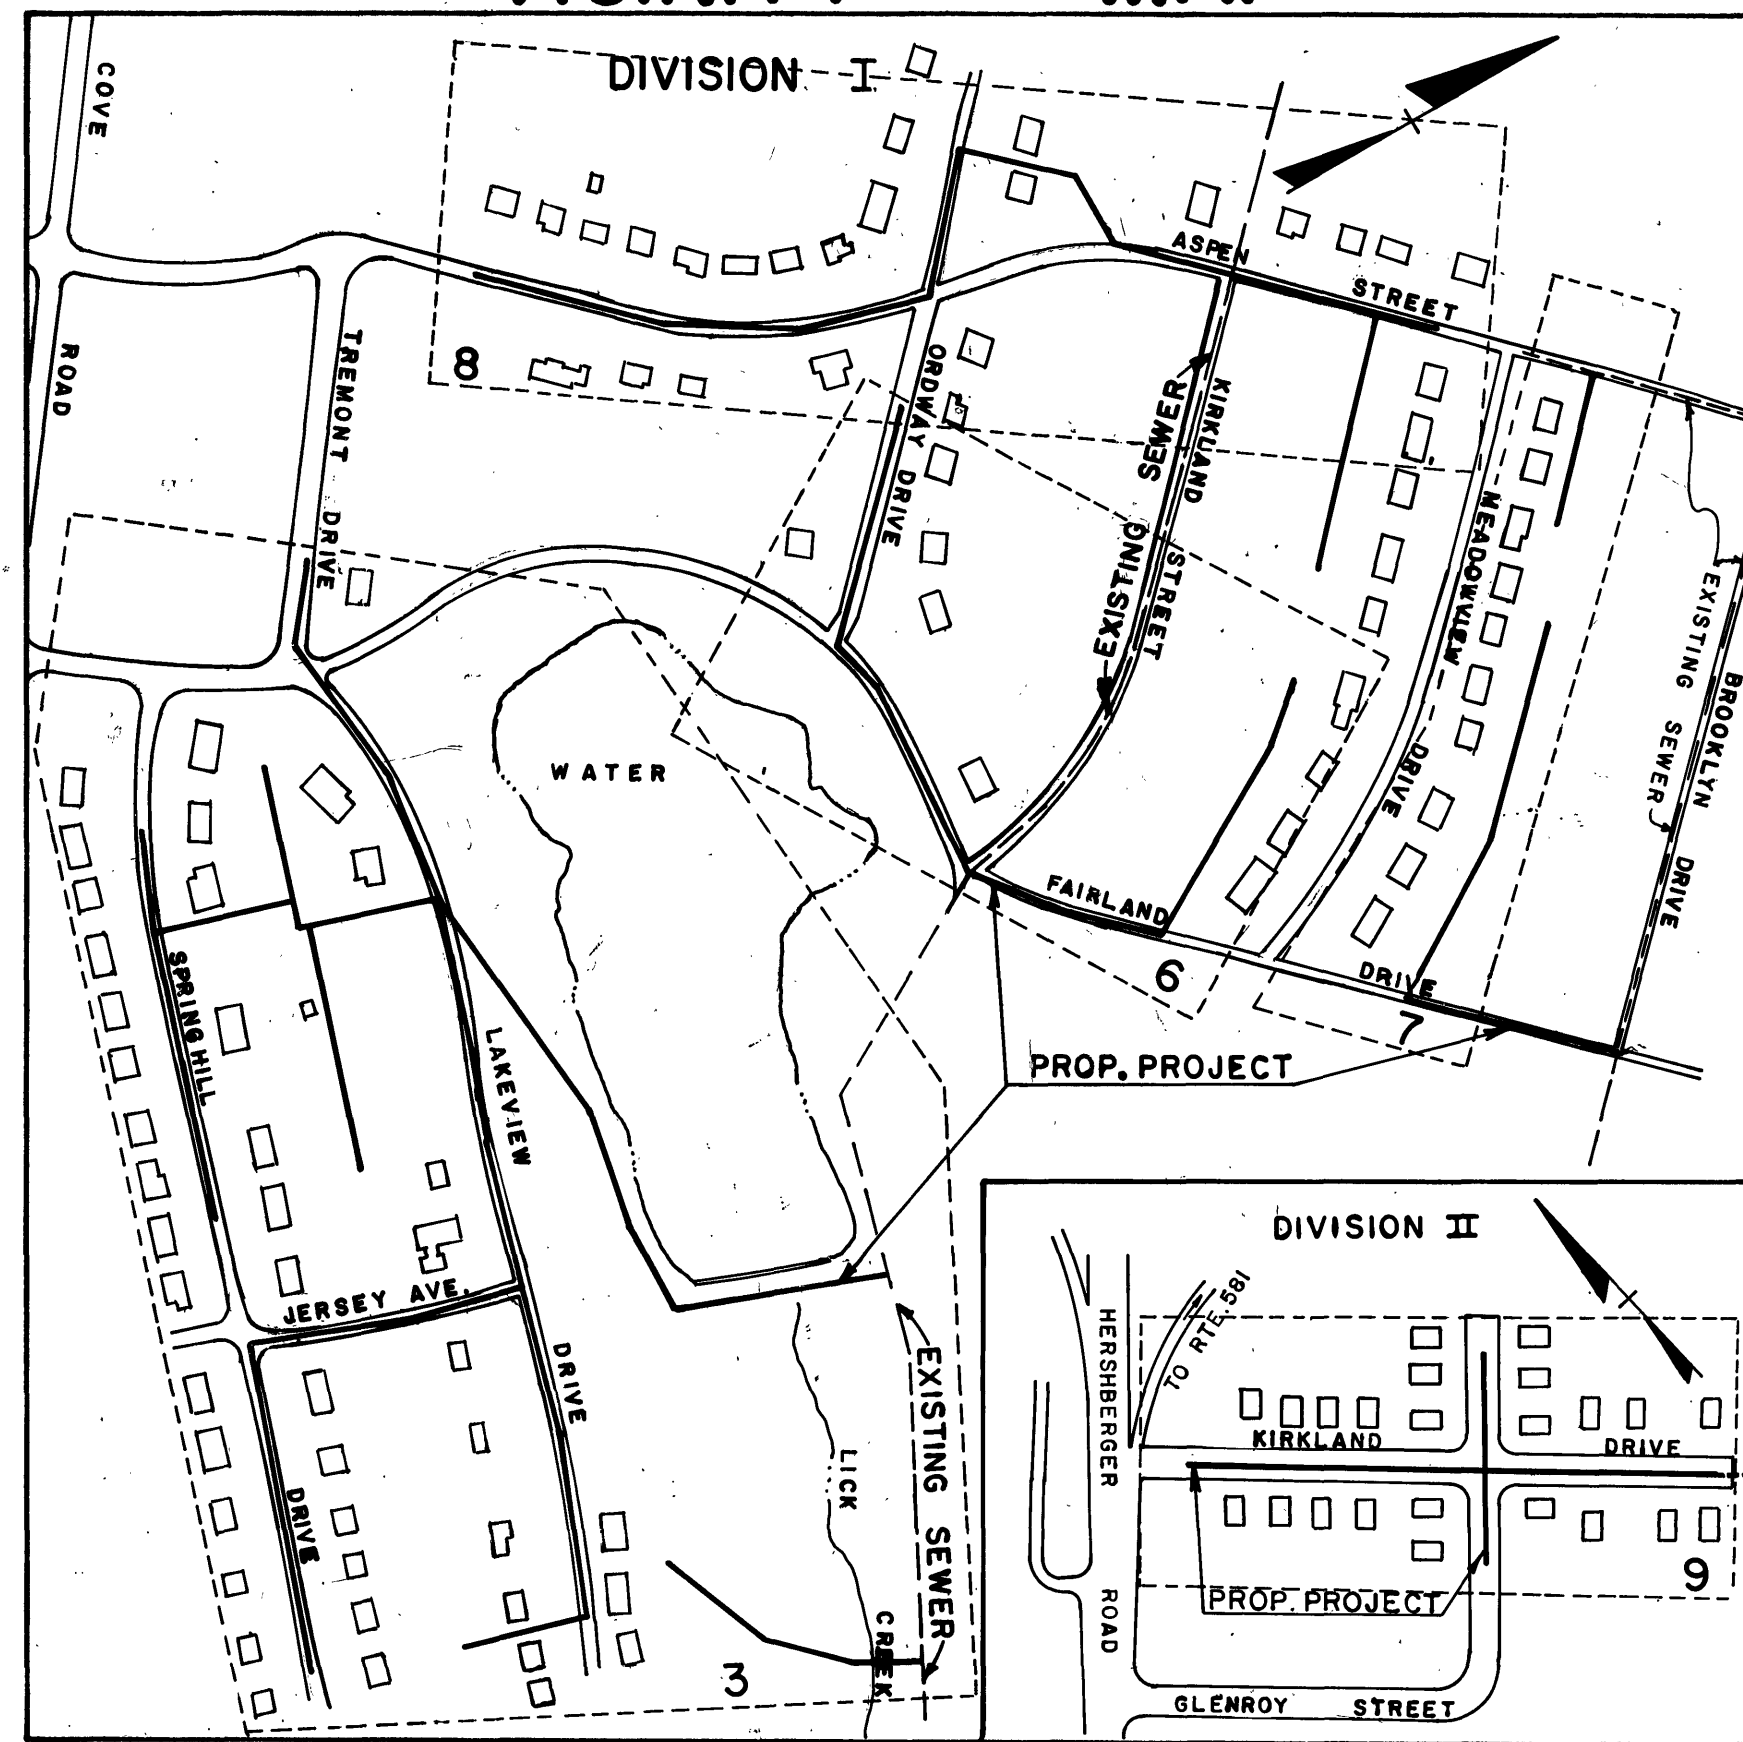 DIVISION I
COVE
ROAD
ASPEN
STREET
TREMONT DRIVE
8
ORDWAY DRIVE
EXISTING SEWER
KIRKLAND
STREET
MEADOWVIEW
DRIVE
EXISTING SEWER
BROOKLYN
DRIVE
WATER
FAIRLAND
DRIVE
6
7
PROP. PROJECT
SPRINGHILL
DRIVE
LAKEVIEW
DRIVE
JERSEY AVE.
LICK
CREEK
EXISTING SEWER
3
DIVISION II
HERSHBERGER
ROAD
TO RTE. 581
KIRKLAND
DRIVE
PROP. PROJECT
9
GLENROY STREET